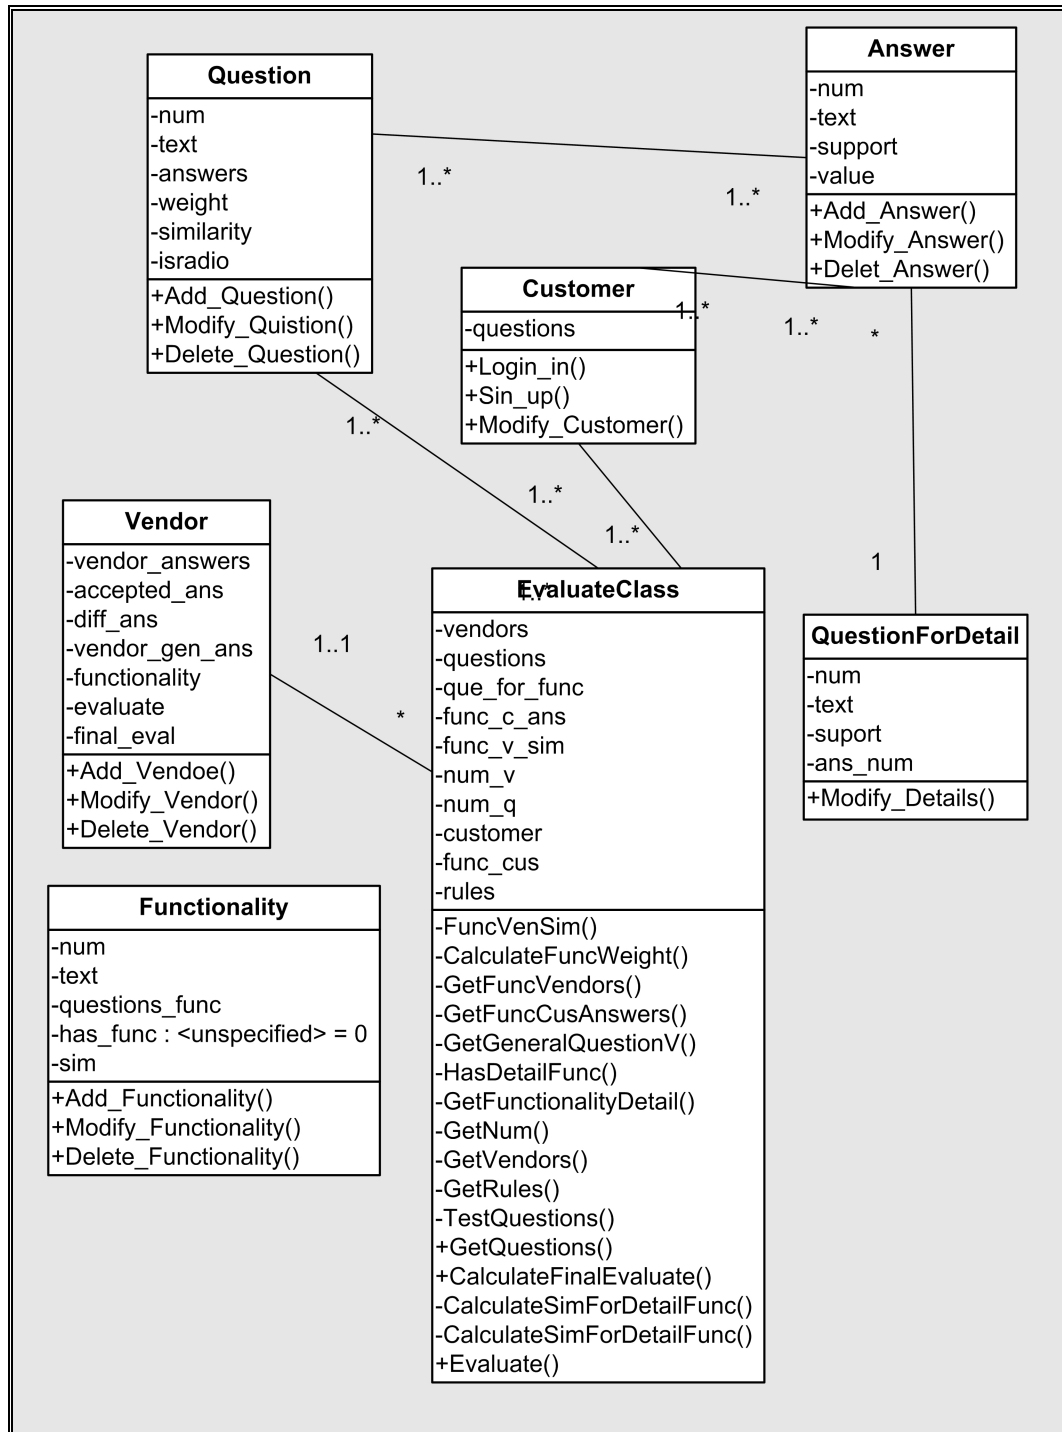 Question
-num
-text
-answers
-weight
-similarity
-isradio
+Add_Question()
+Modify_Quistion()
+Delete_Question()
1..*
1..*
Answer
-num
-text
-support
-value
+Add_Answer()
+Modify_Answer()
+Delet_Answer()
Customer
-questions
+Login_in()
+Sin_up()
+Modify_Customer()
1..*
1..*
*
1..*
1..*
1..*
1..*
1
Vendor
-vendor_answers
-accepted_ans
-diff_ans
-vendor_gen_ans
-functionality
-evaluate
-final_eval
+Add_Vendoe()
+Modify_Vendor()
+Delete_Vendor()
1..1
*
EvaluateClass
-vendors
-questions
-que_for_func
-func_c_ans
-func_v_sim
-num_v
-num_q
-customer
-func_cus
-rules
-FuncVenSim()
-CalculateFuncWeight()
-GetFuncVendors()
-GetFuncCusAnswers()
-GetGeneralQuestionV()
-HasDetailFunc()
-GetFunctionalityDetail()
-GetNum()
-GetVendors()
-GetRules()
-TestQuestions()
+GetQuestions()
+CalculateFinalEvaluate()
-CalculateSimForDetailFunc()
-CalculateSimForDetailFunc()
+Evaluate()
QuestionForDetail
-num
-text
-suport
-ans_num
+Modify_Details()
Functionality
-num
-text
-questions_func
-has_func : <unspecified> = 0
-sim
+Add_Functionality()
+Modify_Functionality()
+Delete_Functionality()